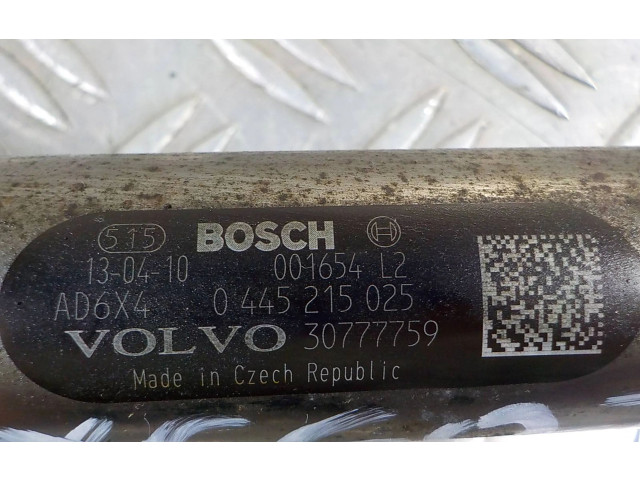 515 BOSCH
13-04-10 001654 L2
AD6X4 0 445 215 025
VOLVO 30777759
Made in Czech Republic